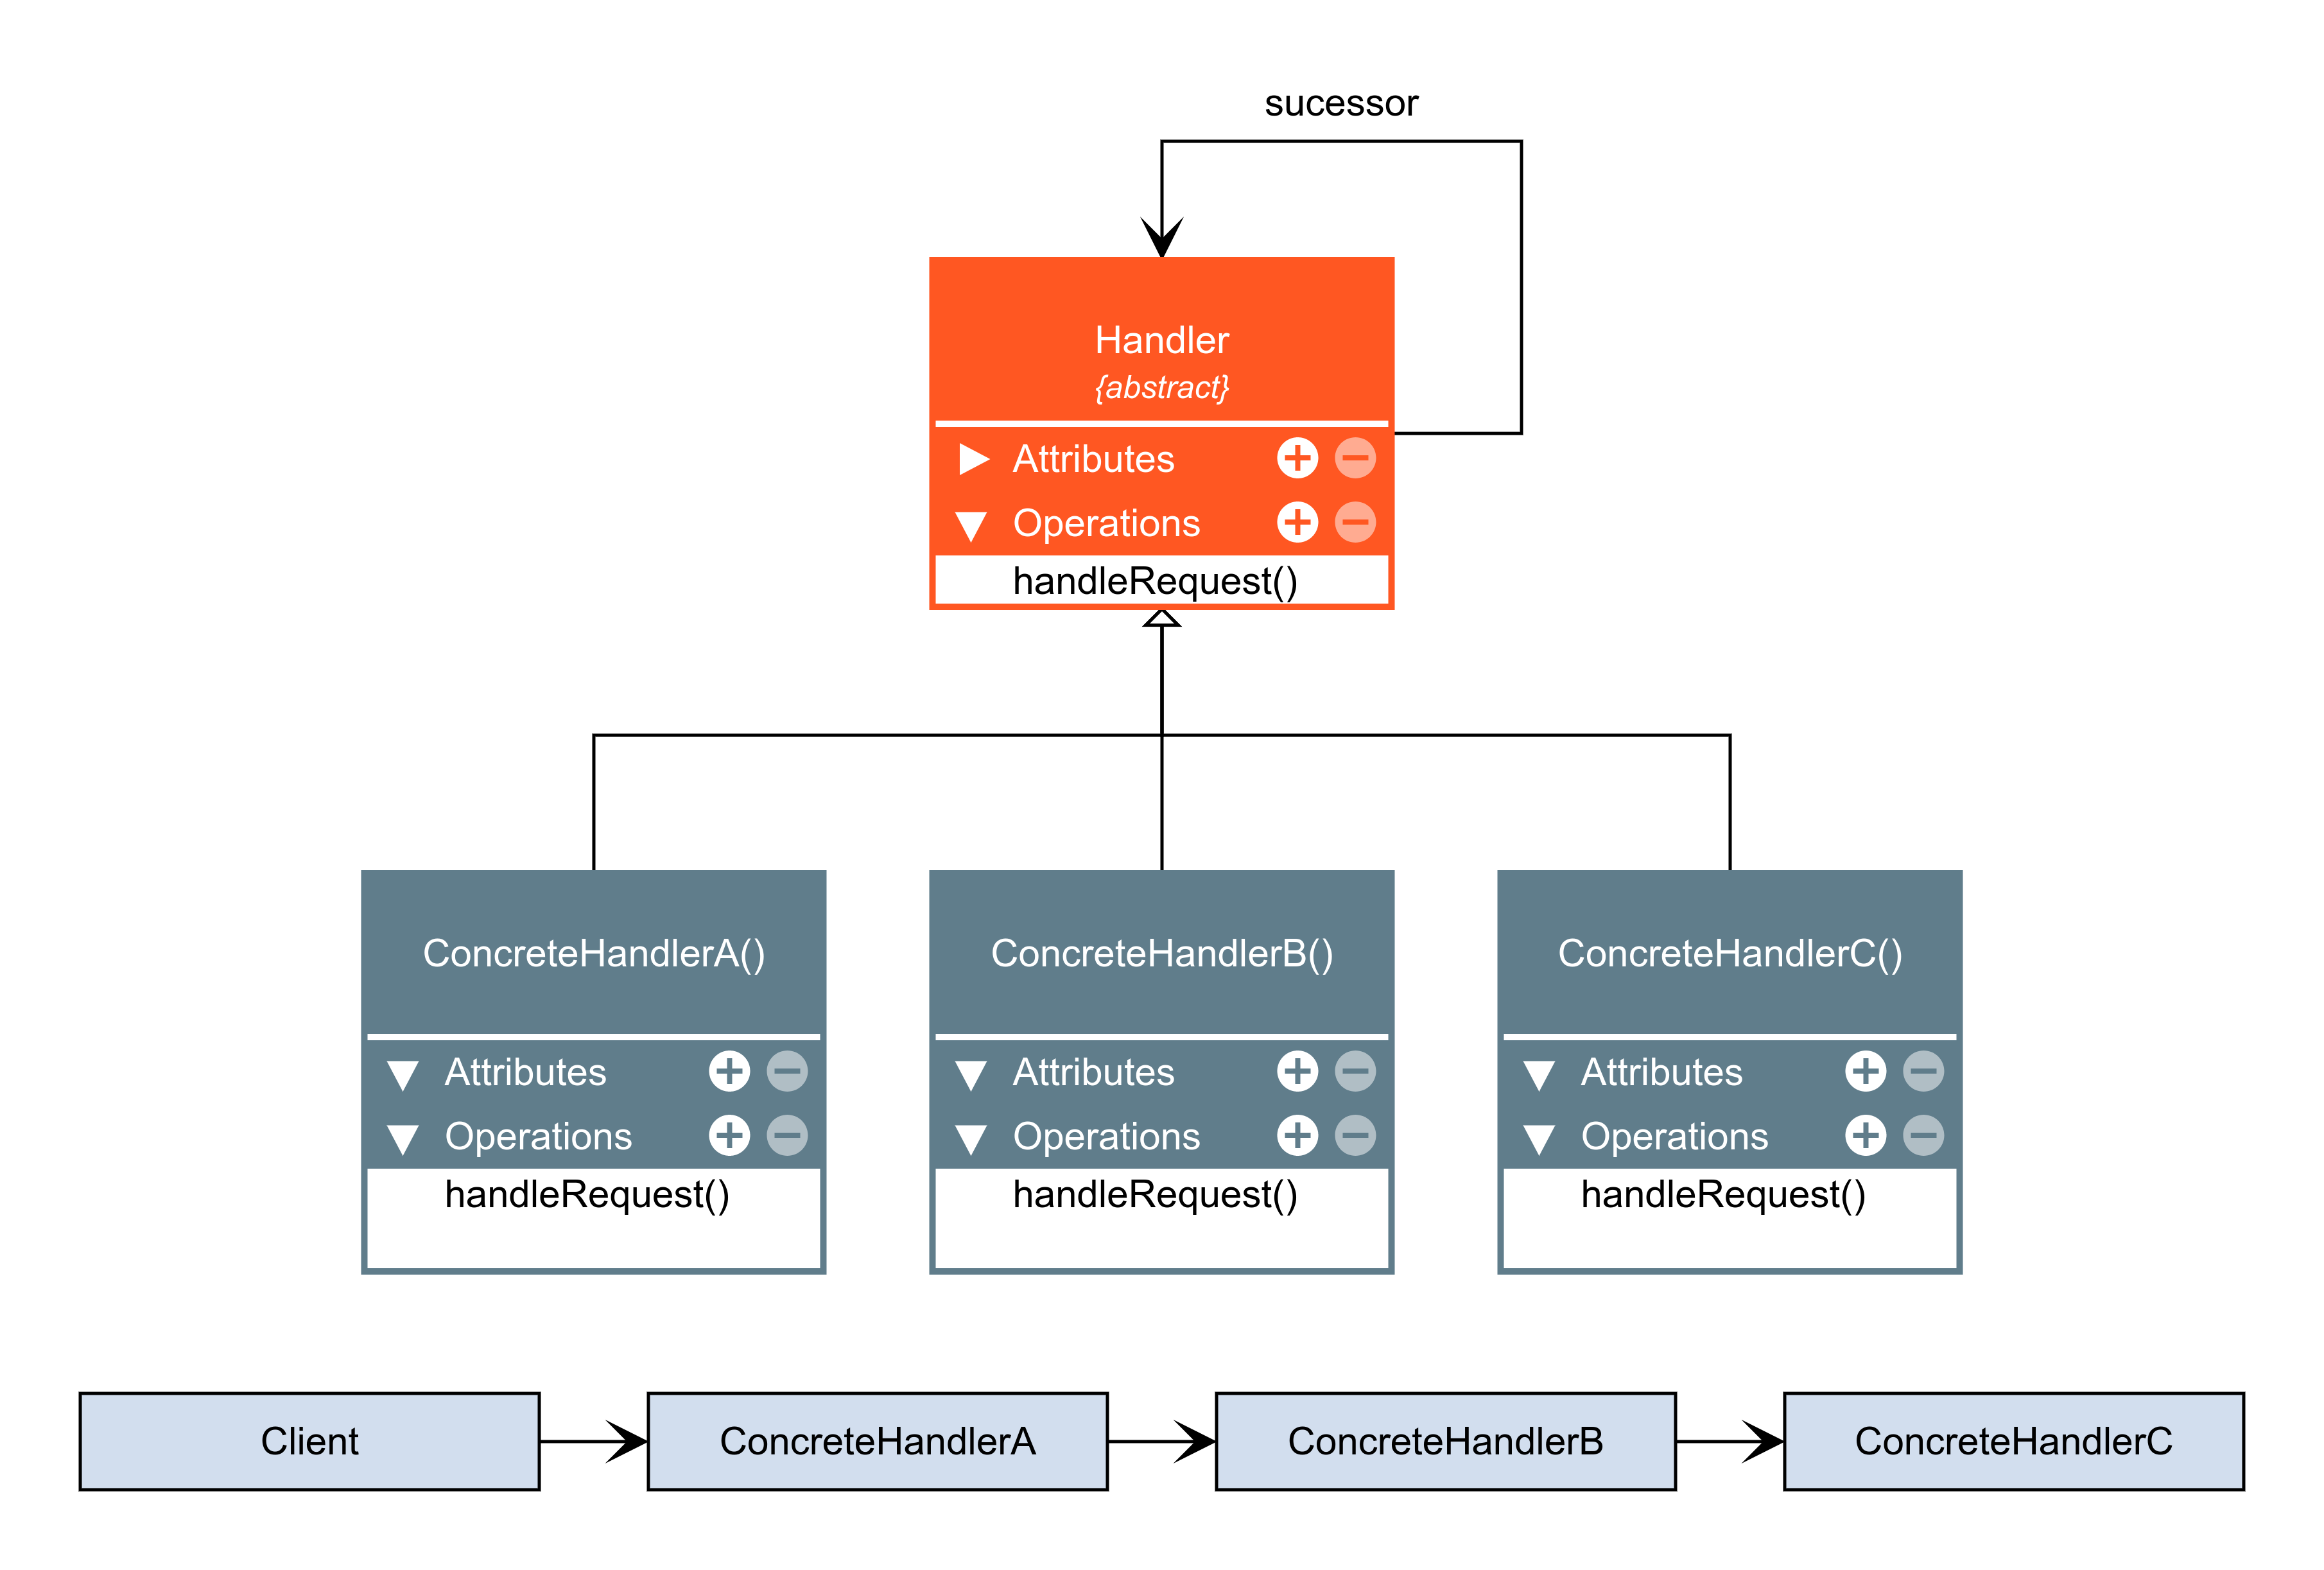 sucessor
Handler
{abstract}
Attributes
Operations
handleRequest()
ConcreteHandlerA()
Attributes
Operations
handleRequest()
ConcreteHandlerB()
Attributes
Operations
handleRequest()
ConcreteHandlerC()
Attributes
Operations
handleRequest()
Client
ConcreteHandlerA
ConcreteHandlerB
ConcreteHandlerC